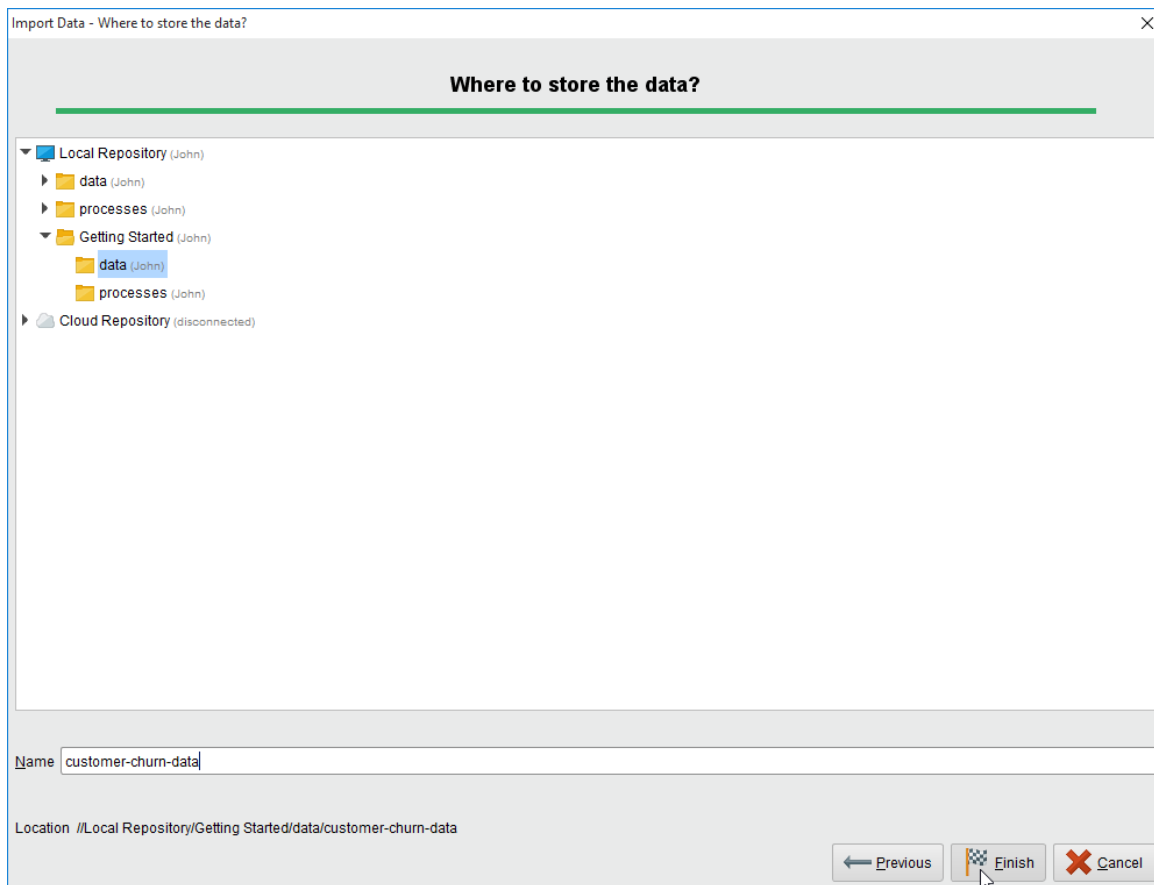 Import Data - Where to store the data?
Where to store the data?
Local Repository (John)
data (John)
processes (John)
Getting Started (John)
data (John)
processes (John)
Cloud Repository (disconnected)
Name customer-churn-data
Location //Local Repository/Getting Started/data/customer-churn-data
Previous Finish Cancel